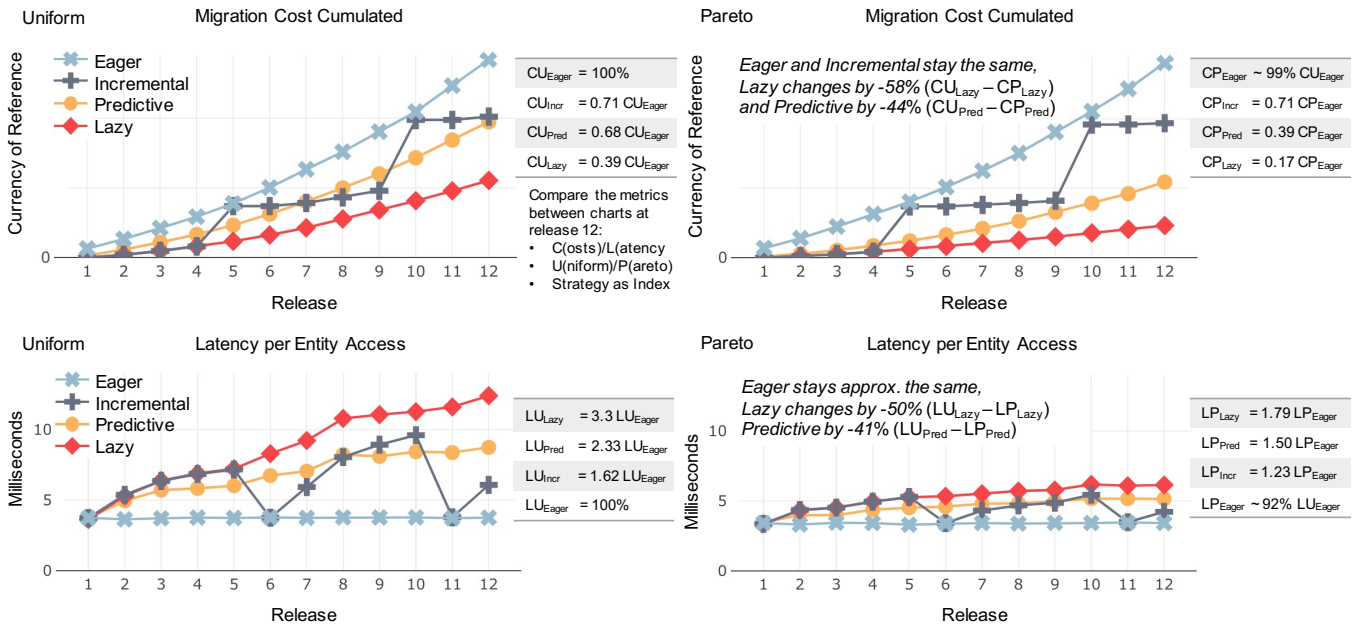 Uniform
Migration Cost Cumulated
Currency of Reference
Eager
Incremental
Predictive
Lazy
0
1 2 3 4 5 6 7 8 9 10 11 12
Release
CU_Eager = 100%
CU_Incr = 0.71 CU_Eager
CU_Pred = 0.68 CU_Eager
CU_Lazy = 0.39 CU_Eager
Compare the metrics
between charts at
release 12:
• C(osts)/L(atency
• U(niform)/P(areto)
• Strategy as Index
Pareto
Migration Cost Cumulated
Currency of Reference
Eager and Incremental stay the same,
Lazy changes by -58% (CU_Lazy – CP_Lazy)
and Predictive by -44% (CU_Pred – CP_Pred)
0
1 2 3 4 5 6 7 8 9 10 11 12
Release
CP_Eager ~ 99% CU_Eager
CP_Incr = 0.71 CP_Eager
CP_Pred = 0.39 CP_Eager
CP_Lazy = 0.17 CP_Eager
Uniform
Latency per Entity Access
Milliseconds
Eager
Incremental
Predictive
Lazy
10
5
0
1 2 3 4 5 6 7 8 9 10 11 12
Release
LU_Lazy = 3.3 LU_Eager
LU_Pred = 2.33 LU_Eager
LU_Incr = 1.62 LU_Eager
LU_Eager = 100%
Pareto
Latency per Entity Access
Milliseconds
Eager stays approx. the same,
Lazy changes by -50% (LU_Lazy – LP_Lazy)
Predictive by -41% (LU_Pred – LP_Pred)
10
5
0
1 2 3 4 5 6 7 8 9 10 11 12
Release
LP_Lazy = 1.79 LP_Eager
LP_Pred = 1.50 LP_Eager
LP_Incr = 1.23 LP_Eager
LP_Eager ~ 92% LU_Eager